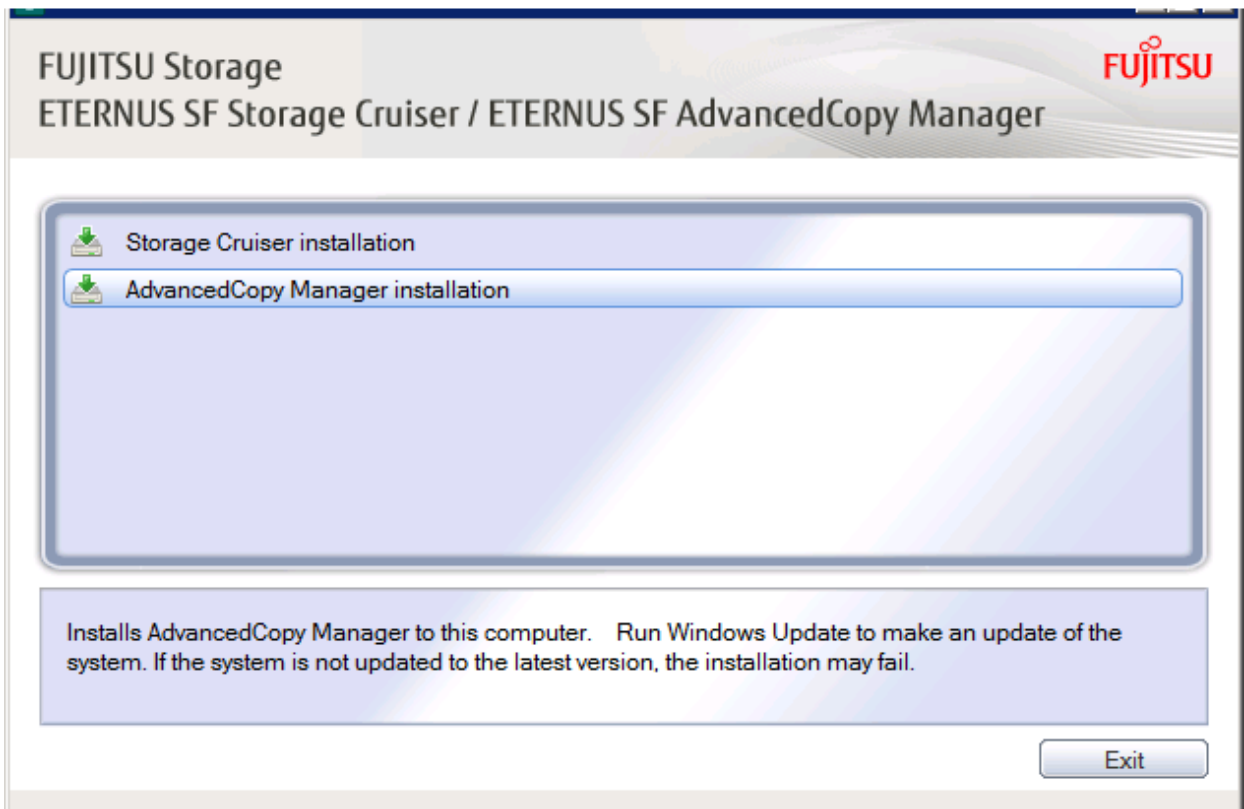 FUJITSU Storage
FUJITSU
ETERNUS SF Storage Cruiser / ETERNUS SF AdvancedCopy Manager
Storage Cruiser installation
AdvancedCopy Manager installation
Installs AdvancedCopy Manager to this computer.   Run Windows Update to make an update of the
system. If the system is not updated to the latest version, the installation may fail.
Exit